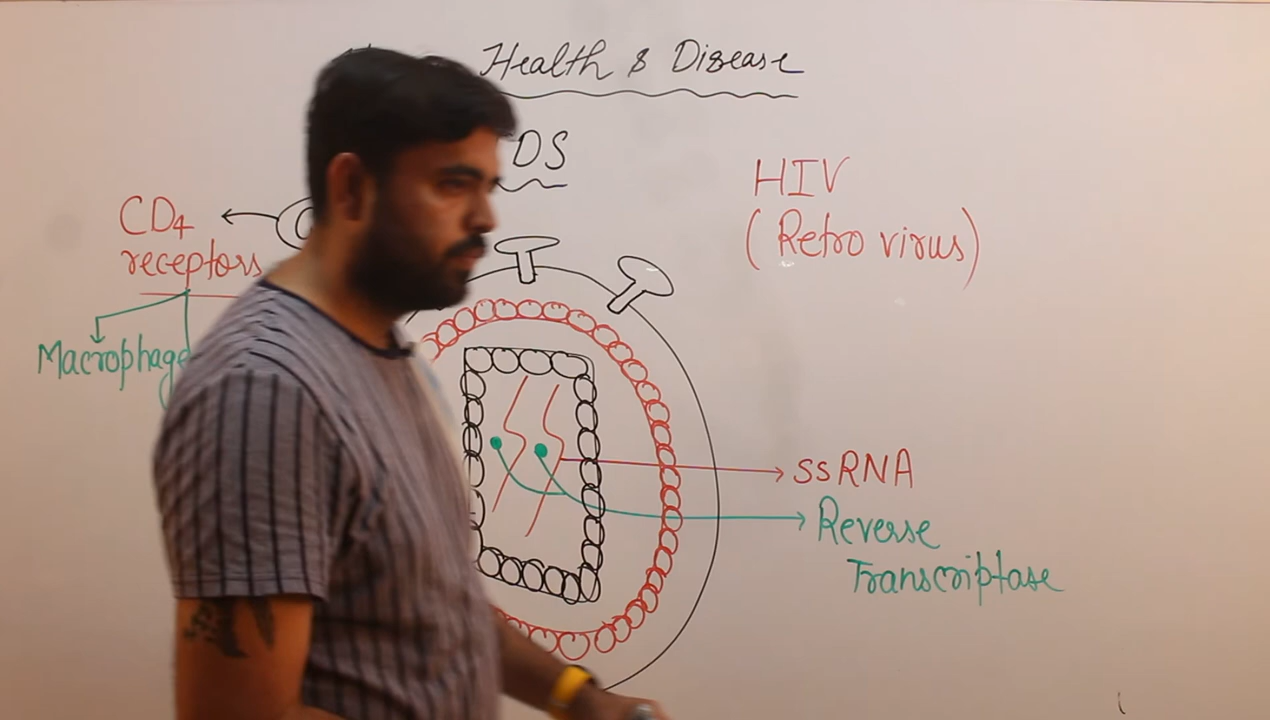 Health & Disease
DS
HIV
(Retro virus)
CD4
receptors
Macrophage
ssRNA
Reverse
Transcriptase